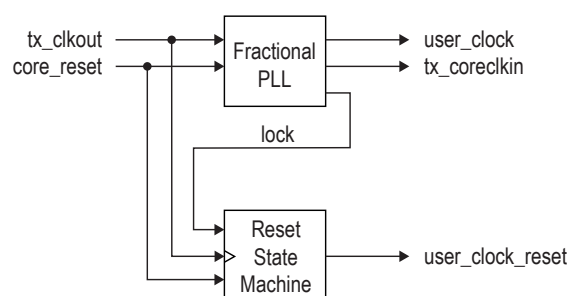 tx_clkout
core_reset
Fractional
PLL
user_clock
tx_coreclkin
lock
Reset
State
Machine
user_clock_reset